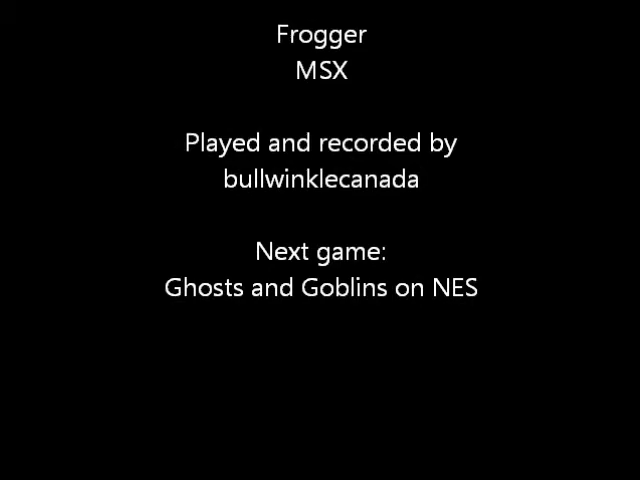 Frogger
MSX
Played and recorded by
bullwinklecanada
Next game:
Ghosts and Goblins on NES